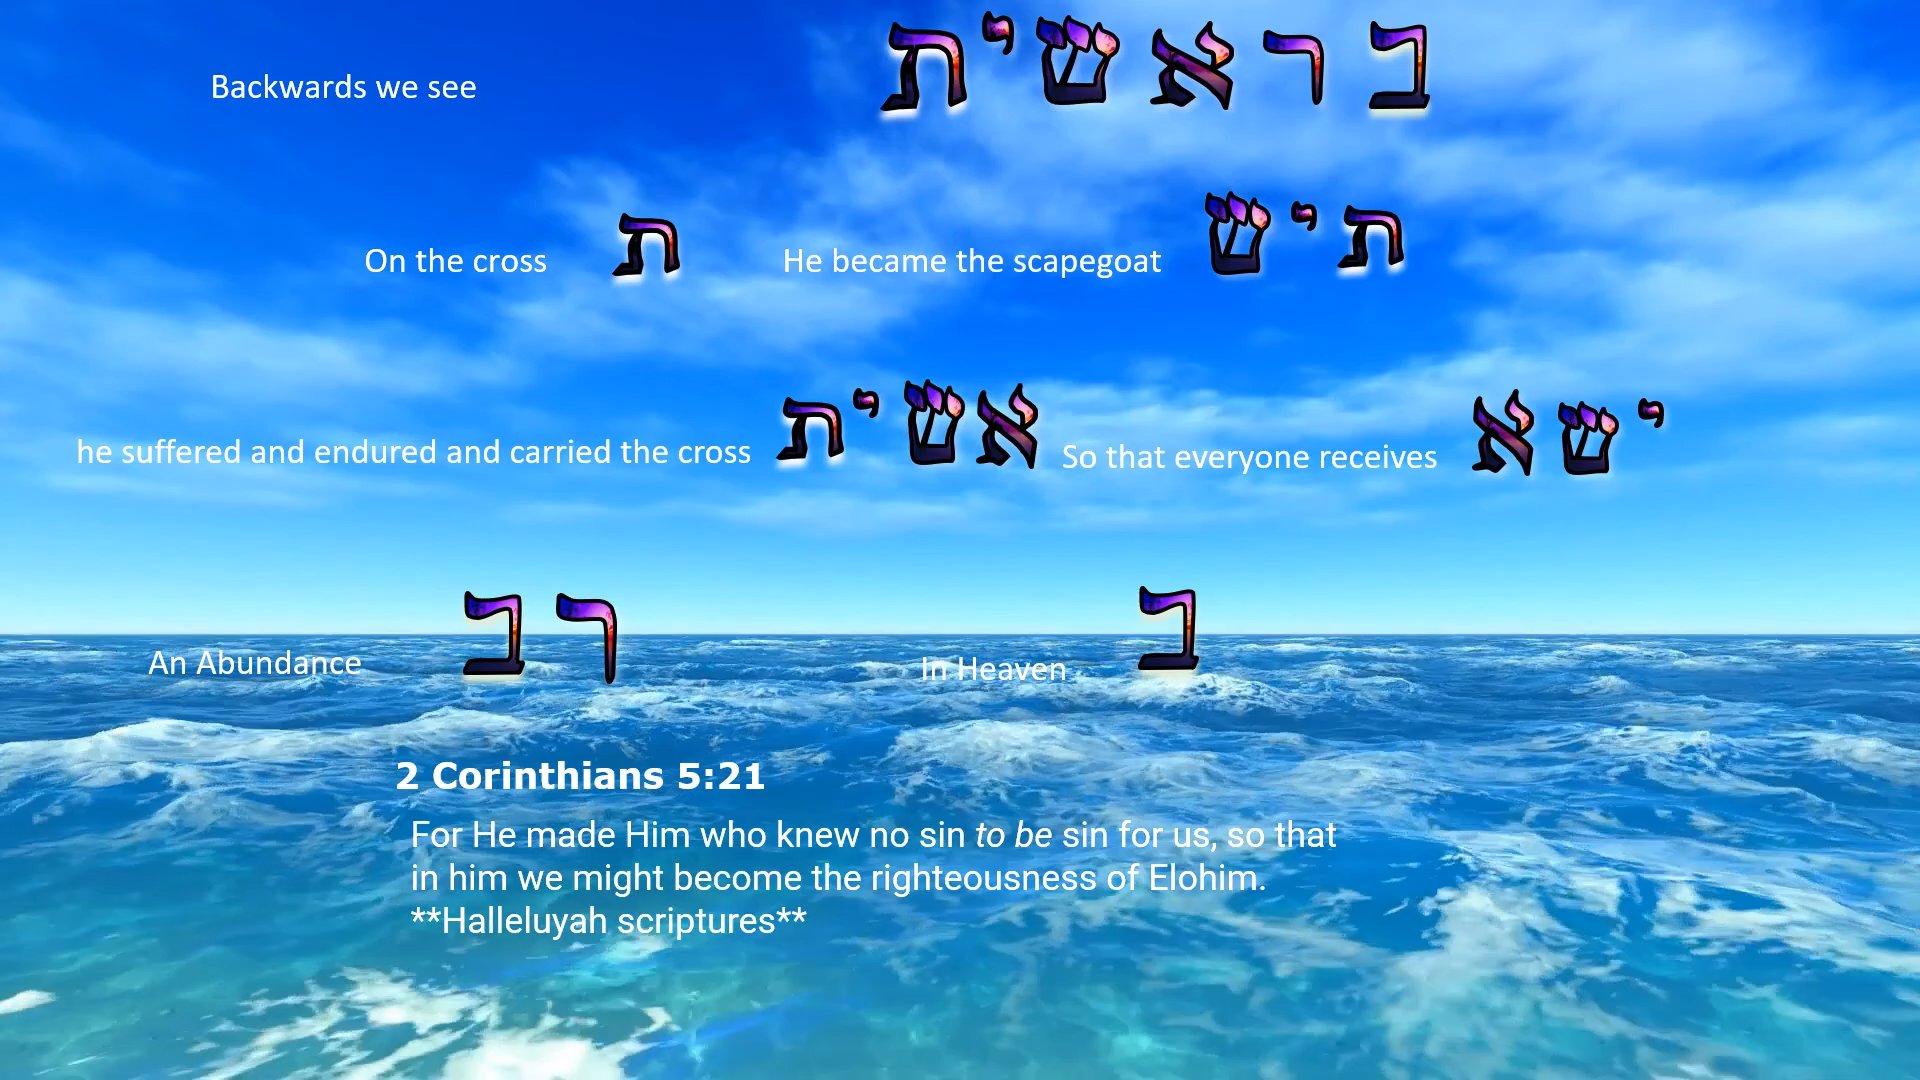 Backwards we see בראשית
On the cross ת He became the scapegoat תיש
he suffered and endured and carried the cross אשית So that everyone receives ישא
An Abundance רב In Heaven ב
2 Corinthians 5:21
For He made Him who knew no sin to be sin for us, so that
in him we might become the righteousness of Elohim.
**Halleluyah scriptures**